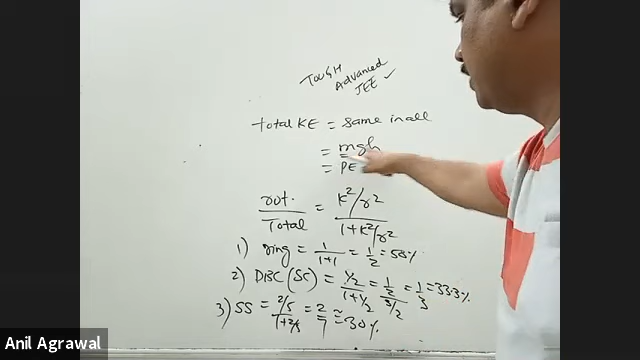 TOUGH
Advanced
JEE ✓
Total KE = same in all
= mgh
= PE
rot./Total = (K²/r²)/(1+K²/r²)
1) ring = 1/(1+1) = 1/2 = 50%
2) DISC (SC) = (1/2)/(1+1/2) = (1/2)/(3/2) = 1/3 = 33.3%
3) SS = (2/5)/(1+2/5) = 2/7 ≈ 30%
Anil Agrawal